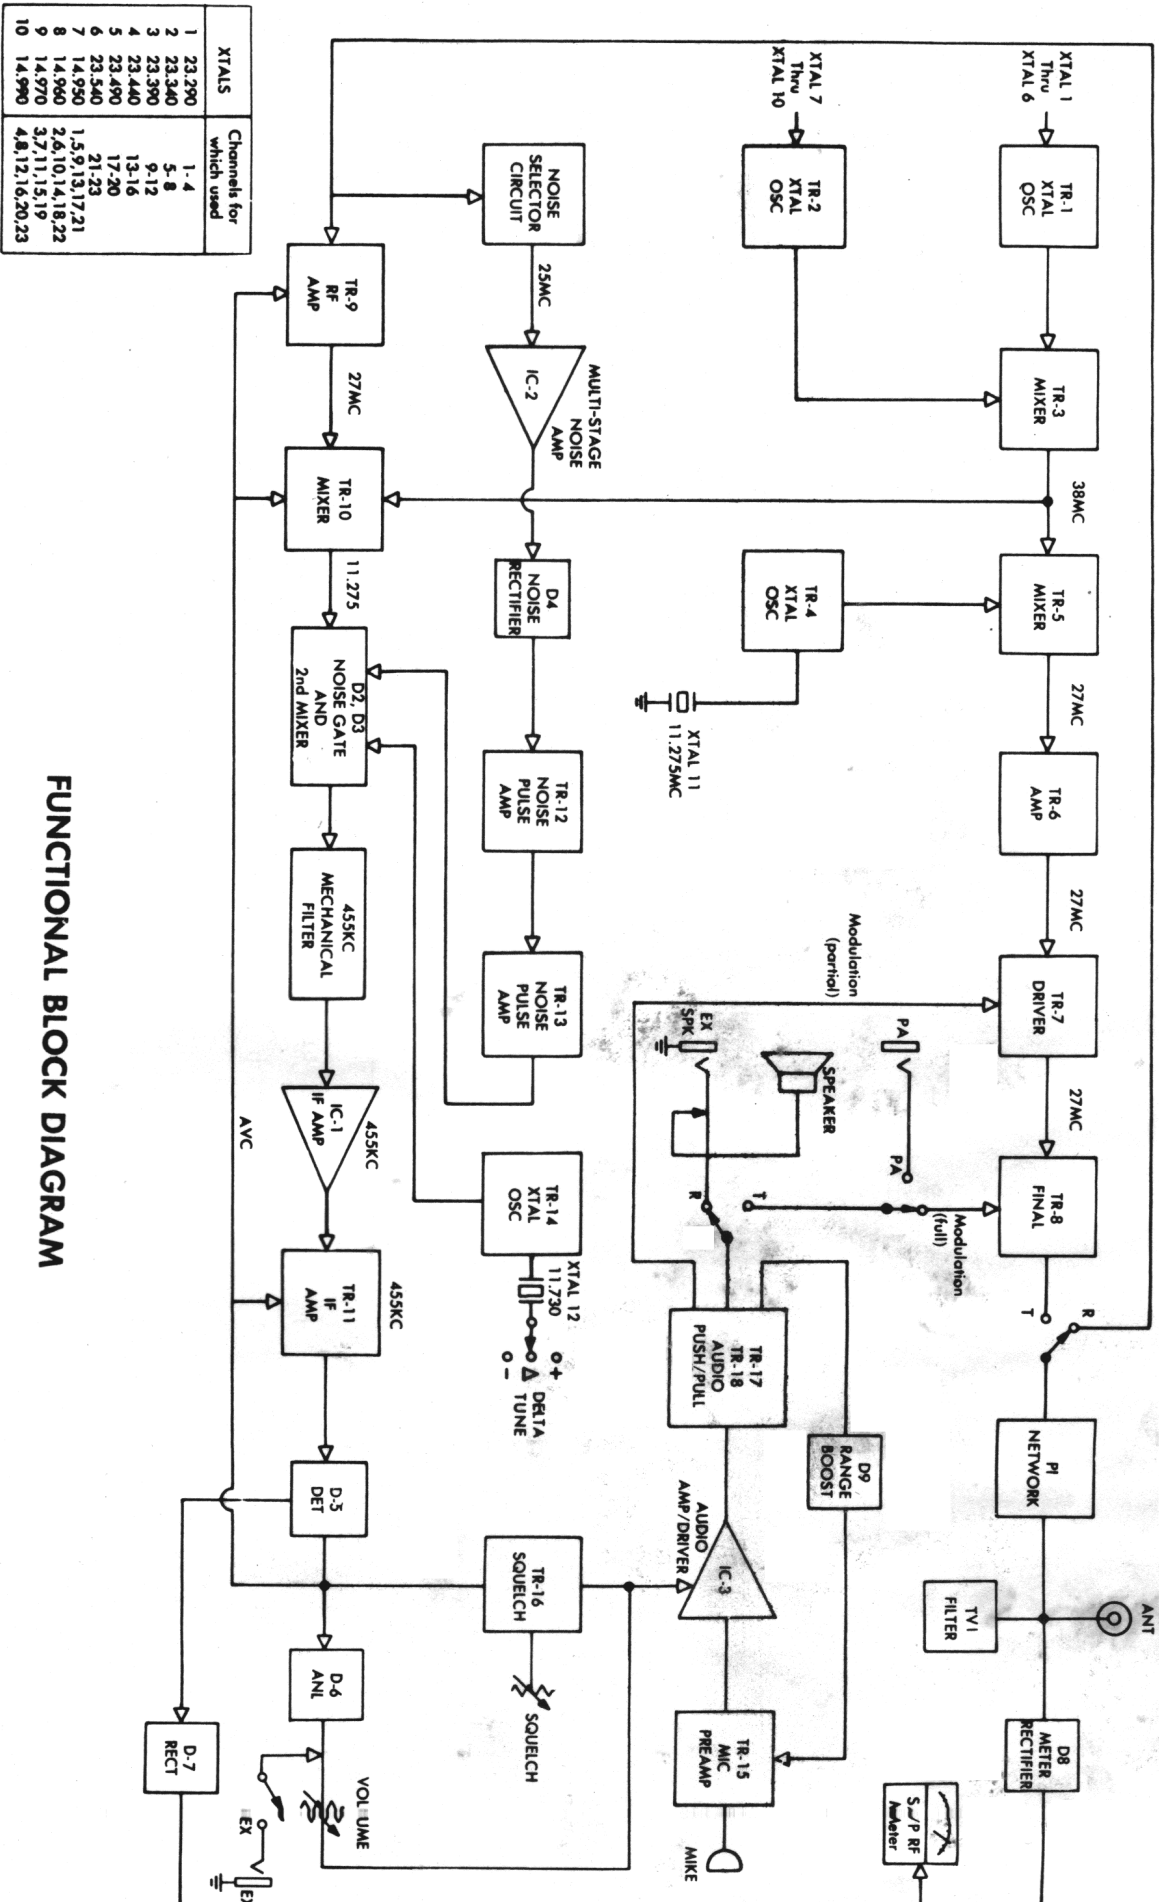 XTAL 1
Thru
XTAL 6
TR-1
XTAL
OSC
TR-3
MIXER
38MC
TR-5
MIXER
27MC
TR-6
AMP
27MC
TR-7
DRIVER
27MC
TR-8
FINAL
T
R
PI
NETWORK
ANT
TVI
FILTER
D8
METER
RECTIFIER
XTAL 7
Thru
XTAL 10
TR-2
XTAL
OSC
TR-4
XTAL
OSC
XTAL 11
11.275MC
Modulation
(partial)
PA
PA
Modulation
(full)
EX
SPK
SPEAKER
T
R
TR-17
TR-18
AUDIO
PUSH/PULL
D9
RANGE
BOOST
AUDIO
AMP/DRIVER
IC-3
TR-15
MIC
PREAMP
MIKE
P RF
NOISE
SELECTOR
CIRCUIT
25MC
IC-2
MULTI-STAGE
NOISE
AMP
D4
NOISE
RECTIFIER
TR-12
NOISE
PULSE
AMP
TR-13
NOISE
PULSE
AMP
TR-14
XTAL
OSC
XTAL 12
11.730
+
Δ
-
DELTA
TUNE
TR-16
SQUELCH
SQUELCH
TR-9
RF
AMP
27MC
TR-10
MIXER
11.275
D2, D3
NOISE GATE
AND
2nd MIXER
455KC
MECHANICAL
FILTER
455KC
IC-1
IF AMP
455KC
TR-11
IF
AMP
D-5
DET
D-6
ANL
VOLUME
EX
EX
AVC
D-7
RECT
XTALS Channels for
which used
1 23.290 1-4
2 23.340 5-8
3 23.390 9-12
4 23.440 13-16
5 23.490 17-20
6 23.540 21-23
7 14.950 1,5,9,13,17,21
8 14.960 2,6,10,14,18,22
9 14.970 3,7,11,15,19
10 14.990 4,8,12,16,20,23
FUNCTIONAL BLOCK DIAGRAM